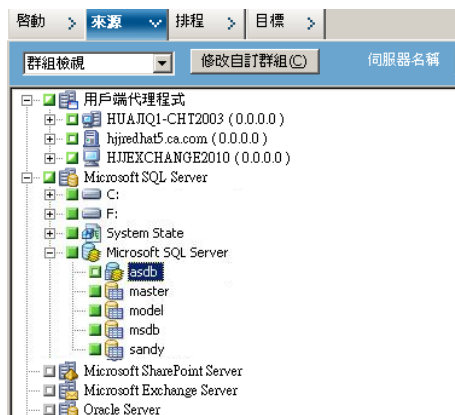 啓動 > 來源 排程 > 目標 >
群組檢視 修改自訂群組(C) 伺服器名稱
用戶端代理程式
HUAJIQ1-CHT2003 (0.0.0.0)
hjjredhat5.ca.com (0.0.0.0)
HJJEXCHANGE2010 (0.0.0.0)
Microsoft SQL Server
C:
F:
System State
Microsoft SQL Server
asdb
master
model
msdb
sandy
Microsoft SharePoint Server
Microsoft Exchange Server
Oracle Server